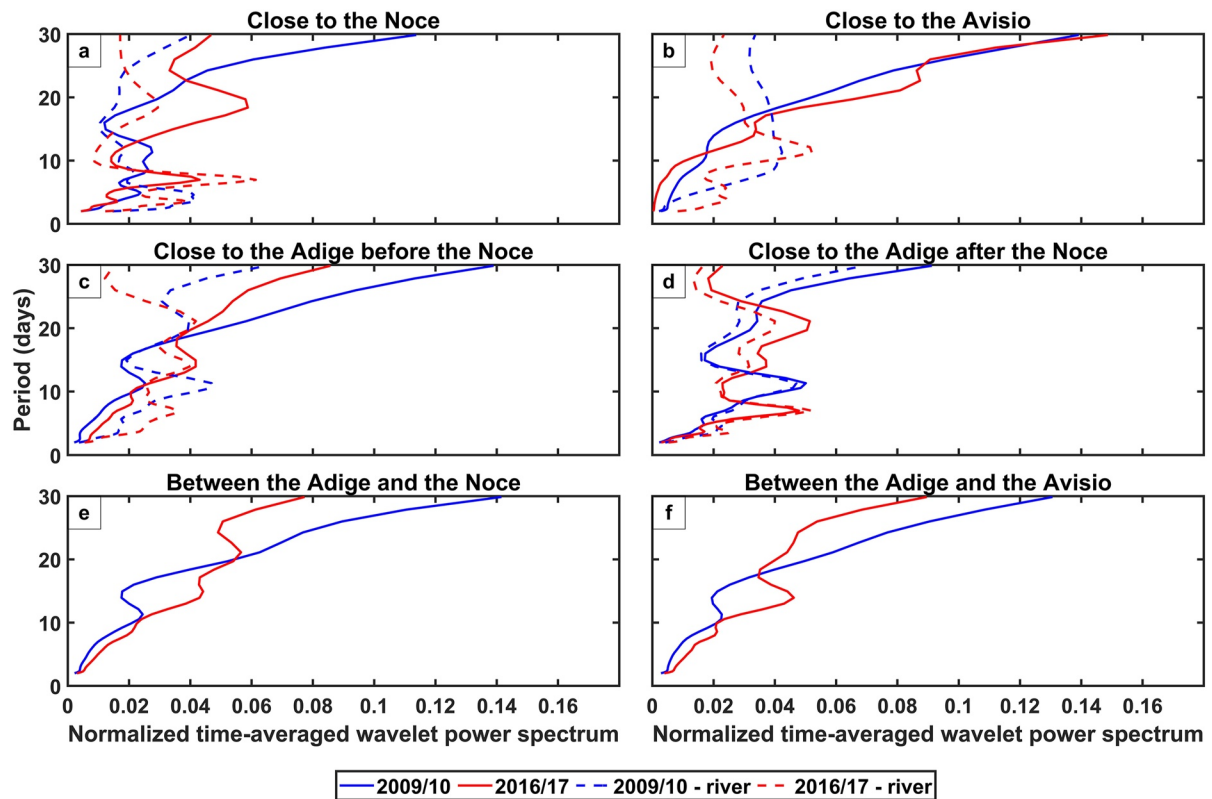 Close to the Noce
Close to the Avisio
30
20
10
0
a
30
20
10
0
b
Close to the Adige before the Noce
Close to the Adige after the Noce
Period (days)
30
20
10
0
c
30
20
10
0
d
Between the Adige and the Noce
Between the Adige and the Avisio
30
20
10
0
e
30
20
10
0
f
0 0.02 0.04 0.06 0.08 0.1 0.12 0.14 0.16
0 0.02 0.04 0.06 0.08 0.1 0.12 0.14 0.16
Normalized time-averaged wavelet power spectrum
Normalized time-averaged wavelet power spectrum
2009/10 2016/17 2009/10 - river 2016/17 - river